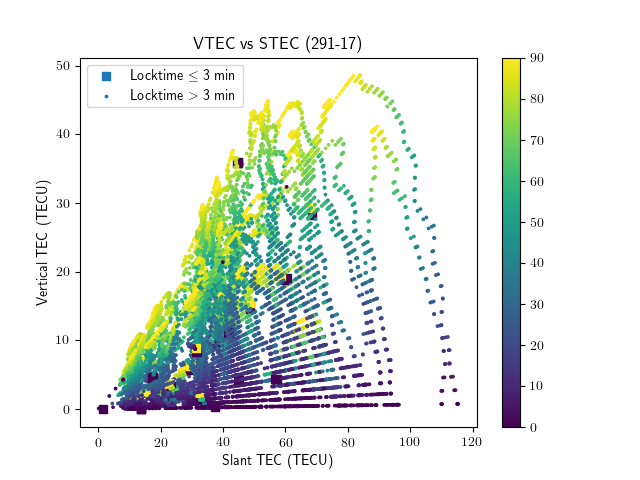 VTEC vs STEC (291-17)
Locktime ≤ 3 min
Locktime > 3 min
Vertical TEC (TECU)
50
40
30
20
10
0
0 20 40 60 80 100 120
Slant TEC (TECU)
90
80
70
60
50
40
30
20
10
0